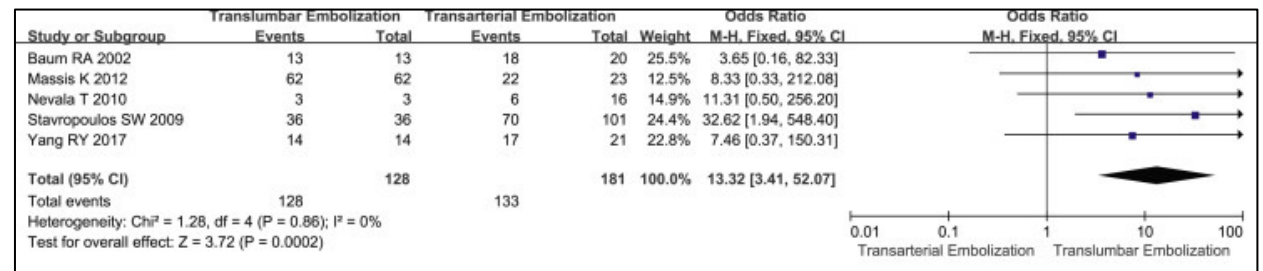 Translumbar Embolization Transarterial Embolization Odds Ratio Odds Ratio
Study or Subgroup Events Total Events Total Weight M-H, Fixed, 95% CI M-H, Fixed, 95% CI
Baum RA 2002 13 13 18 20 25.5% 3.65 [0.16, 82.33]
Massis K 2012 62 62 22 23 12.5% 8.33 [0.33, 212.08]
Nevala T 2010 3 3 6 16 14.9% 11.31 [0.50, 256.20]
Stavropoulos SW 2009 36 36 70 101 24.4% 32.62 [1.94, 548.40]
Yang RY 2017 14 14 17 21 22.8% 7.46 [0.37, 150.31]
Total (95% CI) 128 181 100.0% 13.32 [3.41, 52.07]
Total events 128 133
Heterogeneity: Chi² = 1.28, df = 4 (P = 0.86); I² = 0%
Test for overall effect: Z = 3.72 (P = 0.0002)
0.01 0.1 1 10 100
Transarterial Embolization Translumbar Embolization